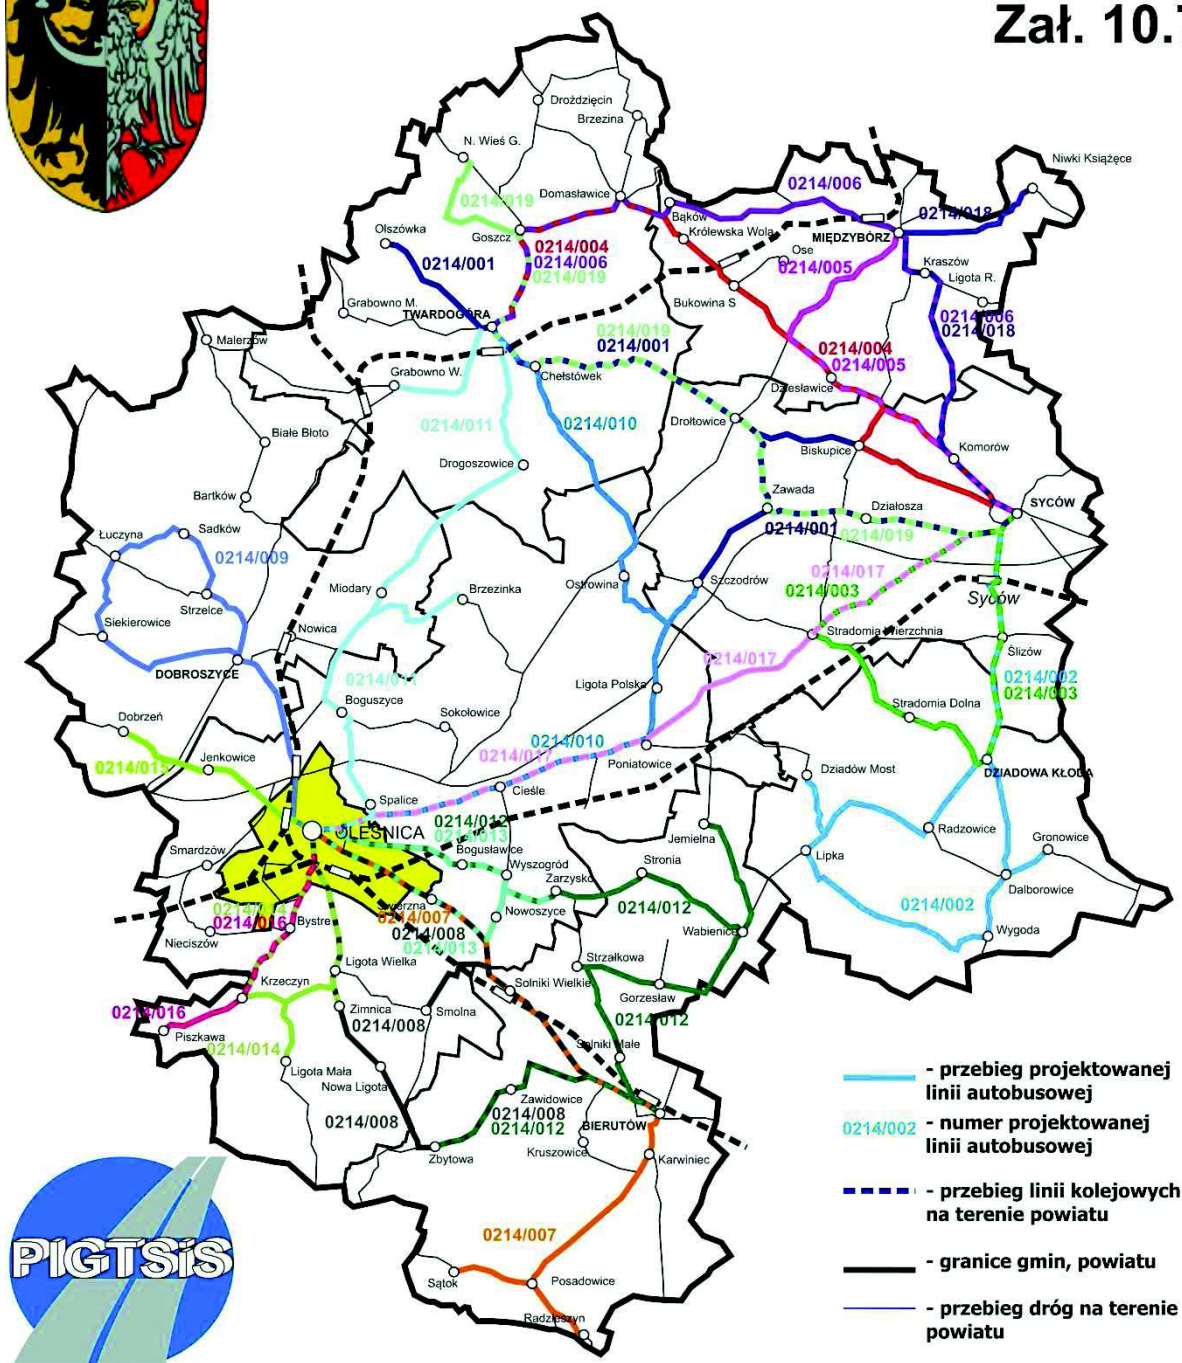 Zał. 10.
Droździęcin
Brzezina
N. Wieś G.
Niwki Książęce
0214/006
0214/019
Domasławice
0214/018
Bąków
Królewska Wola
MIĘDZYBÓRZ
Olszówka
Goszcz
0214/004
0214/006
0214/019
Ose
0214/005
0214/001
Kraszów
Ligota R.
Bukowina S
Grabowno M.
TWARDOGÓRA
0214/006
0214/018
0214/019
0214/001
Malerzów
0214/004
0214/005
Chełstówek
Grabowno W.
Dziesławice
0214/011
0214/010
Drołtowice
Białe Błoto
Biskupice
Komorów
Drogoszowice
Zawada
Bartków
SYCÓW
Działosza
0214/001
0214/019
Łuczyna
Sadków
0214/009
0214/017
0214/003
Ostrowina
Szczodrów
Miodary
Brzezinka
Syców
Strzelce
Siekierowice
Nowica
Stradomia Wierzchnia
Ślizów
0214/017
DOBROSZYCE
0214/002
0214/003
0214/011
Ligota Polska
Boguszyce
Stradomia Dolna
Dobrzeń
Sokołowice
0214/010
0214/017
Jenkowice
0214/015
Poniatowice
Dziadów Most
DZIADOWA KŁODA
Cieśle
Spalice
0214/012
0214/013
OLEŚNICA
Jemielna
Radzowice
Gronowice
Bogusławice
Smardzów
Wyszogród
Stronia
Lipka
Zarzysko
Dalborowice
0214/014
0214/016
0214/007
0214/008
0214/013
Nowoszyce
0214/012
0214/002
Bystre
Nieciszów
Wabienice
Wygoda
Strzałkowa
Ligota Wielka
Solniki Wielkie
Gorzesław
Krzeczyn
0214/016
Zimnica
Smolna
0214/008
0214/012
Piszkawa
Solniki Małe
0214/014
Ligota Mała
Nowa Ligota
Zawidowice
0214/008
0214/012
0214/008
BIERUTÓW
Zbytowa
Kruszowice
Karwiniec
0214/007
Sątok
Posadowice
Radzieszyn
PIGTSiS
- przebieg projektowanej
linii autobusowej
0214/002 - numer projektowanej
linii autobusowej
- przebieg linii kolejowych
na terenie powiatu
- granice gmin, powiatu
- przebieg dróg na terenie
powiatu